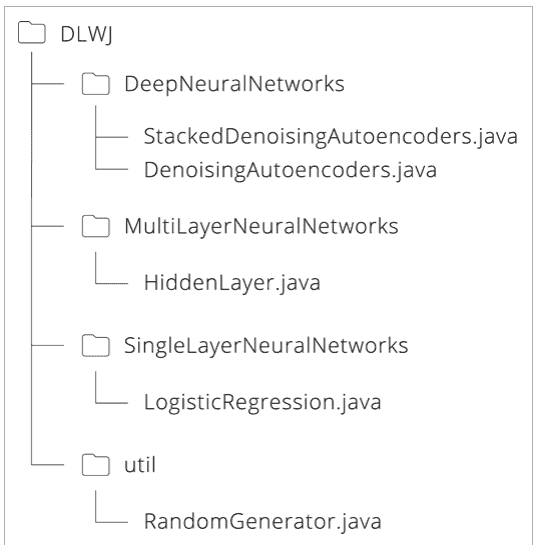 DLWJ
DeepNeuralNetworks
StackedDenoisingAutoencoders.java
DenoisingAutoencoders.java
MultiLayerNeuralNetworks
HiddenLayer.java
SingleLayerNeuralNetworks
LogisticRegression.java
util
RandomGenerator.java